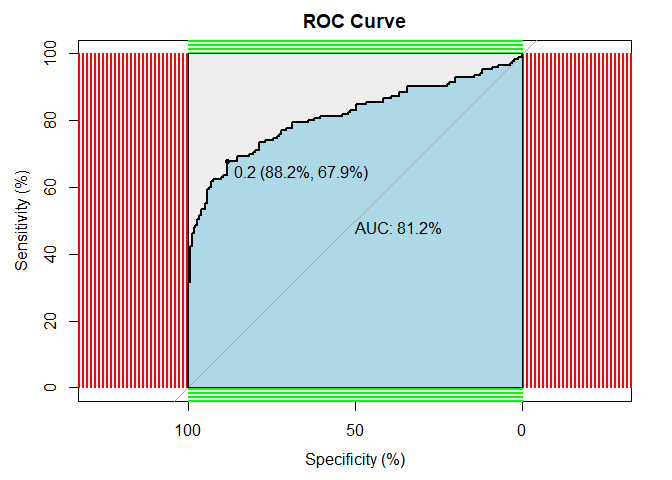 ROC Curve
Sensitivity (%)
100
80
60
40
20
0
0.2 (88.2%, 67.9%)
AUC: 81.2%
100 50 0
Specificity (%)